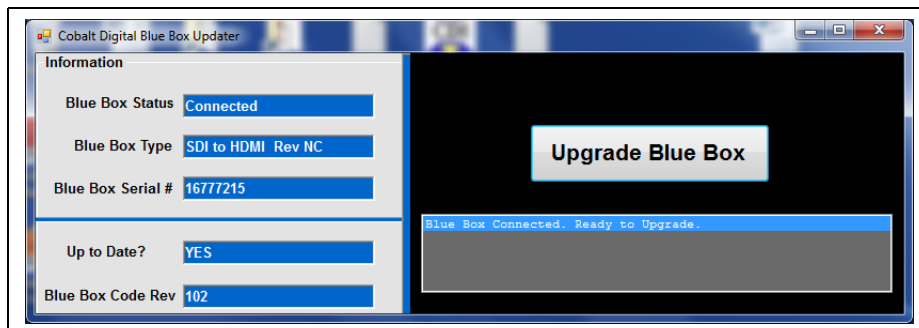 Cobalt Digital Blue Box Updater
Information
Blue Box Status Connected
Blue Box Type SDI to HDMI Rev NC
Blue Box Serial # 16777215
Up to Date? YES
Blue Box Code Rev 102
Upgrade Blue Box
Blue Box Connected. Ready to Upgrade.